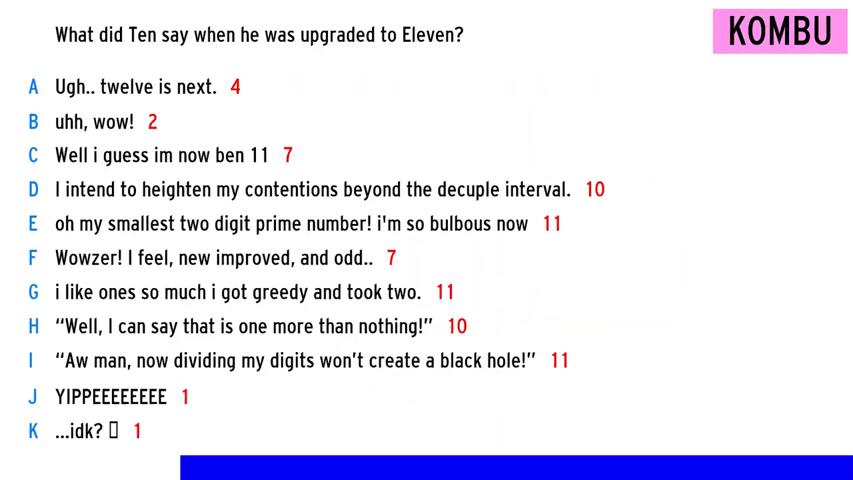 What did Ten say when he was upgraded to Eleven?
KOMBU
A Ugh.. twelve is next. 4
B uhh, wow! 2
C Well i guess im now ben 11 7
D I intend to heighten my contentions beyond the decuple interval. 10
E oh my smallest two digit prime number! i'm so bulbous now 11
F Wowzer! I feel, new improved, and odd.. 7
G i like ones so much i got greedy and took two. 11
H “Well, I can say that is one more than nothing!” 10
I “Aw man, now dividing my digits won’t create a black hole!” 11
J YIPPEEEEEEEE 1
K ...idk? ▯ 1